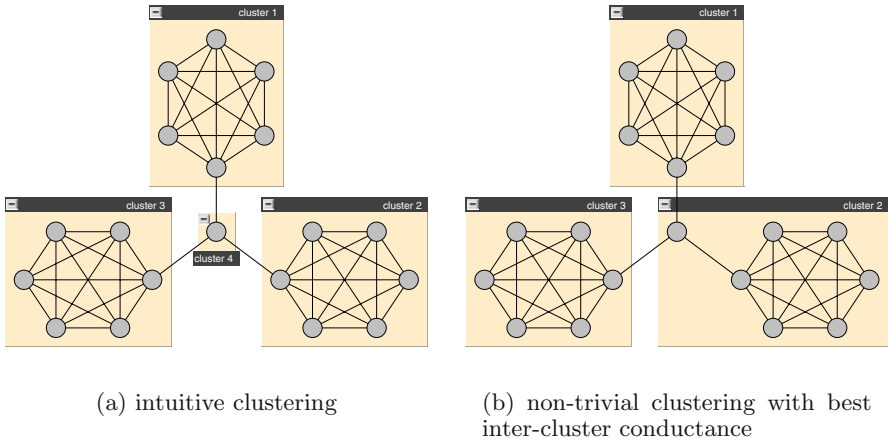 cluster 1
cluster 1
cluster 3
cluster 2
cluster 4
cluster 3
cluster 2
(a) intuitive clustering
(b) non-trivial clustering with best
inter-cluster conductance